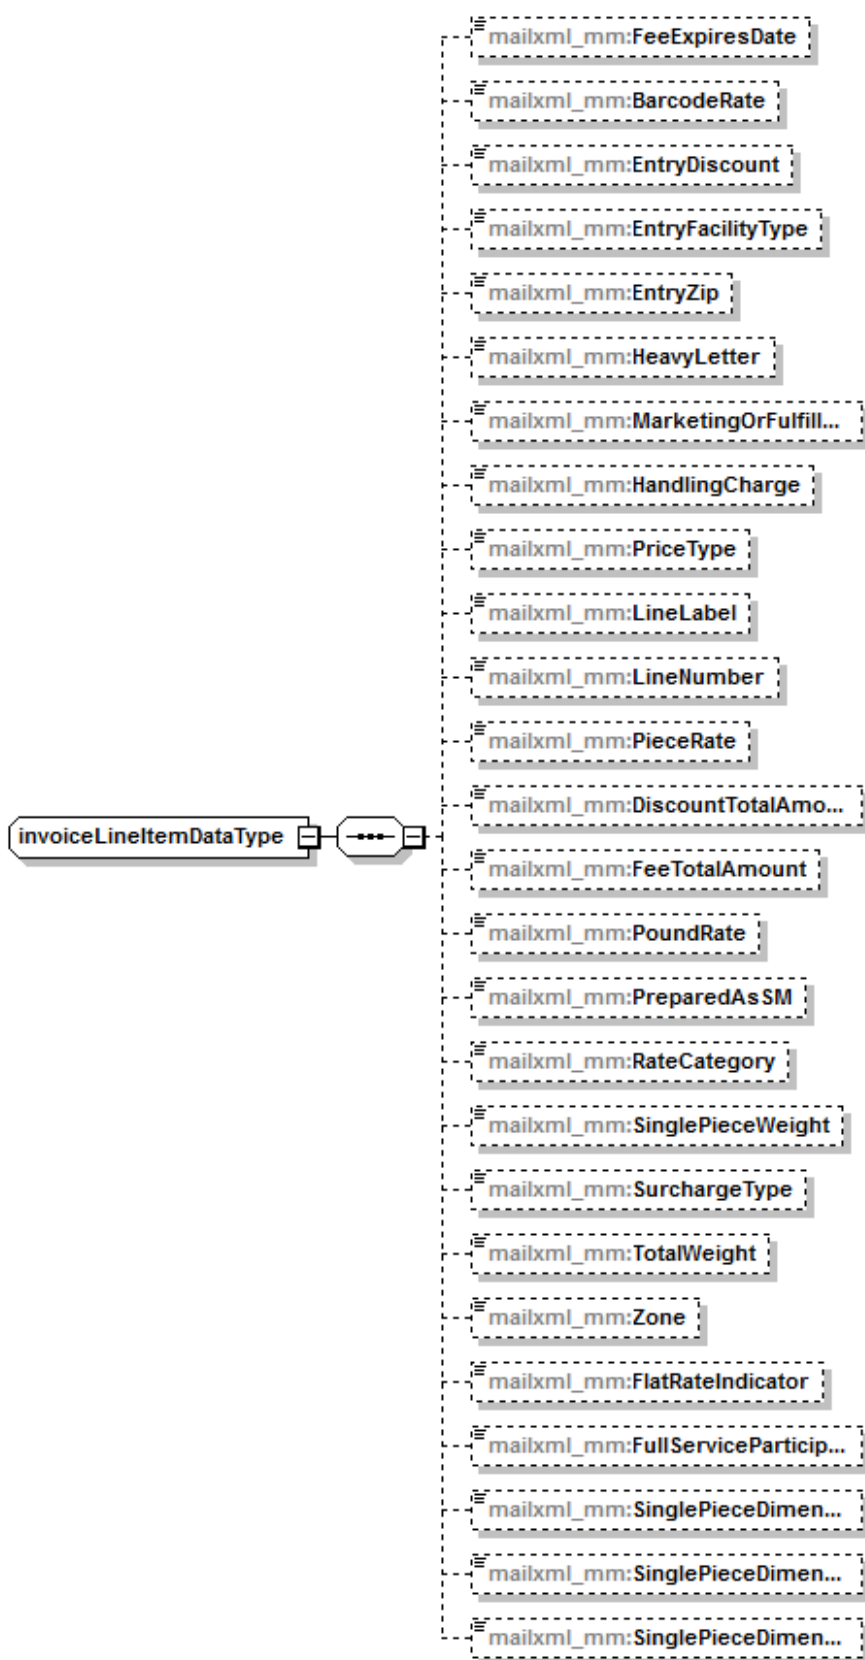 mailxml_mm:FeeExpiresDate
mailxml_mm:BarcodeRate
mailxml_mm:EntryDiscount
mailxml_mm:EntryFacilityType
mailxml_mm:EntryZip
mailxml_mm:HeavyLetter
mailxml_mm:MarketingOrFulfill...
mailxml_mm:HandlingCharge
mailxml_mm:PriceType
mailxml_mm:LineLabel
mailxml_mm:LineNumber
mailxml_mm:PieceRate
mailxml_mm:DiscountTotalAmo...
invoiceLineItemDataType
mailxml_mm:FeeTotalAmount
mailxml_mm:PoundRate
mailxml_mm:PreparedAsSM
mailxml_mm:RateCategory
mailxml_mm:SinglePieceWeight
mailxml_mm:SurchargeType
mailxml_mm:TotalWeight
mailxml_mm:Zone
mailxml_mm:FlatRateIndicator
mailxml_mm:FullServiceParticip...
mailxml_mm:SinglePieceDimen...
mailxml_mm:SinglePieceDimen...
mailxml_mm:SinglePieceDimen...